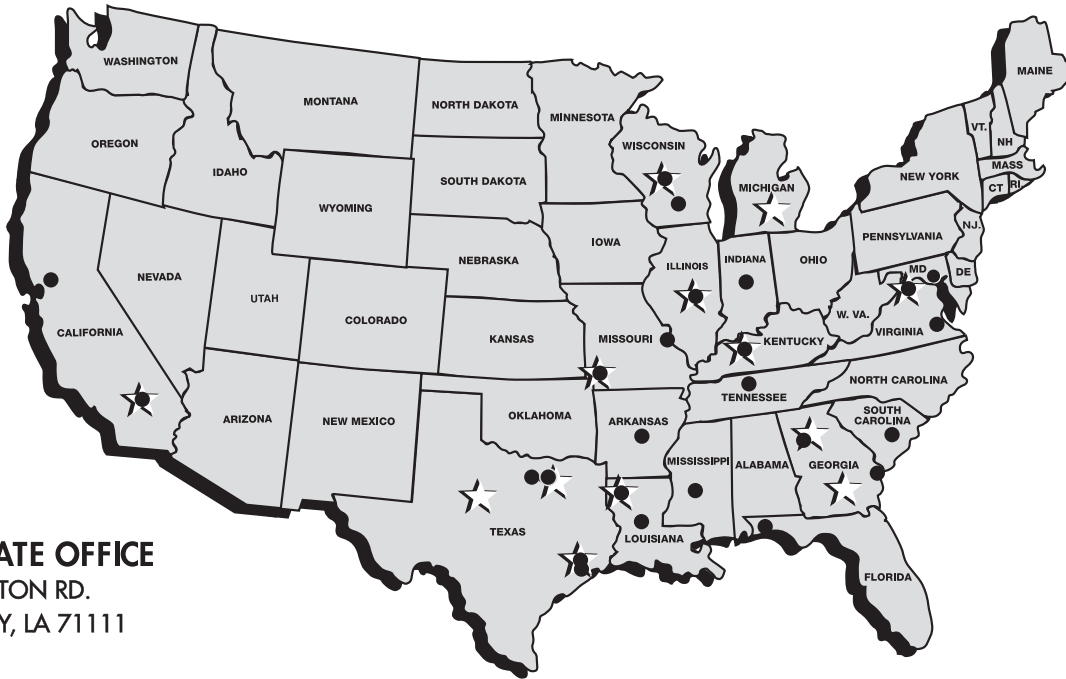 WASHINGTON
MONTANA
NORTH DAKOTA
MINNESOTA
MAINE
OREGON
IDAHO
WYOMING
SOUTH DAKOTA
WISCONSIN
MICHIGAN
NEW YORK
VT.
NH
MASS
CT
RI
NEVADA
UTAH
COLORADO
NEBRASKA
IOWA
ILLINOIS
INDIANA
OHIO
PENNSYLVANIA
NJ.
MD
DE
CALIFORNIA
KANSAS
MISSOURI
KENTUCKY
W. VA.
VIRGINIA
ARIZONA
NEW MEXICO
OKLAHOMA
ARKANSAS
TENNESSEE
NORTH CAROLINA
SOUTH
CAROLINA
TEXAS
LOUISIANA
MISSISSIPPI
ALABAMA
GEORGIA
FLORIDA
ATE OFFICE
TON RD.
Y, LA 71111